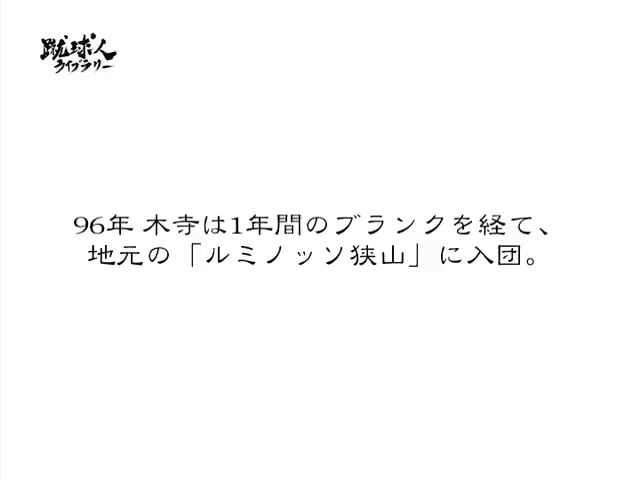 蹴球人
ライブラリー
96年 木寺は1年間のブランクを経て、
地元の「ルミノッソ狭山」に入団。